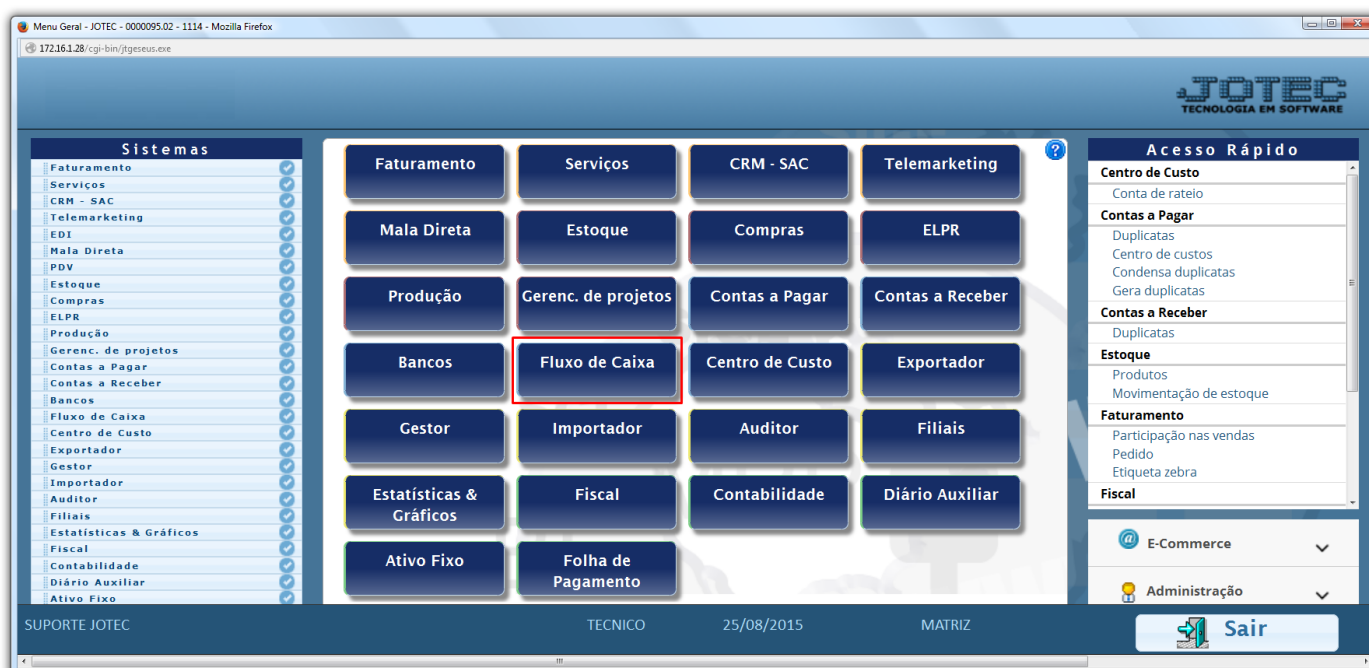 Menu Geral - JOTEC - 0000095.02 - 1114 - Mozilla Firefox
172.16.1.28/cgi-bin/jtgeseus.exe
JOTEC
TECNOLOGIA EM SOFTWARE
Sistemas
Faturamento
Serviços
CRM - SAC
Telemarketing
EDI
Mala Direta
PDV
Estoque
Compras
ELPR
Produção
Gerenc. de projetos
Contas a Pagar
Contas a Receber
Bancos
Fluxo de Caixa
Centro de Custo
Exportador
Gestor
Importador
Auditor
Filiais
Estatísticas & Gráficos
Fiscal
Contabilidade
Diário Auxiliar
Ativo Fixo
Faturamento
Serviços
CRM - SAC
Telemarketing
Mala Direta
Estoque
Compras
ELPR
Produção
Gerenc. de projetos
Contas a Pagar
Contas a Receber
Bancos
Fluxo de Caixa
Centro de Custo
Exportador
Gestor
Importador
Auditor
Filiais
Estatísticas &
Gráficos
Fiscal
Contabilidade
Diário Auxiliar
Ativo Fixo
Folha de
Pagamento
?
Acesso Rápido
Centro de Custo
Conta de rateio
Contas a Pagar
Duplicatas
Centro de custos
Condensa duplicatas
Gera duplicatas
Contas a Receber
Duplicatas
Estoque
Produtos
Movimentação de estoque
Faturamento
Participação nas vendas
Pedido
Etiqueta zebra
Fiscal
@ E-Commerce
Administração
SUPORTE JOTEC
TECNICO
25/08/2015
MATRIZ
Sair